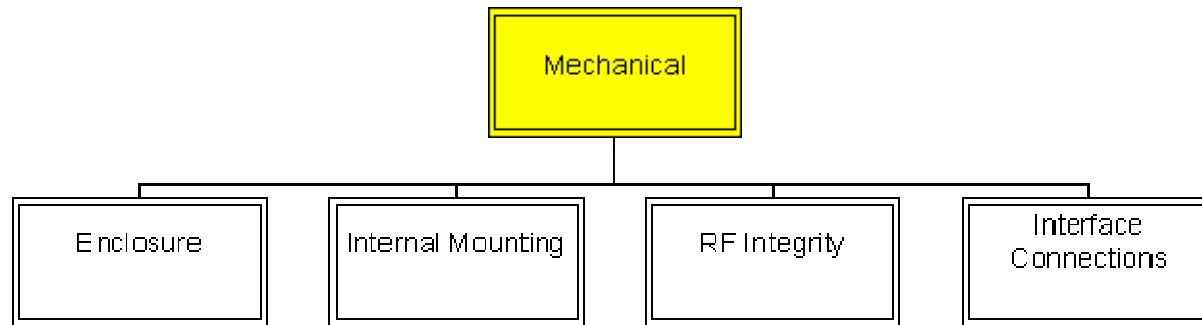 Mechanical
Enclosure
Internal Mounting
RF Integrity
Interface
Connections